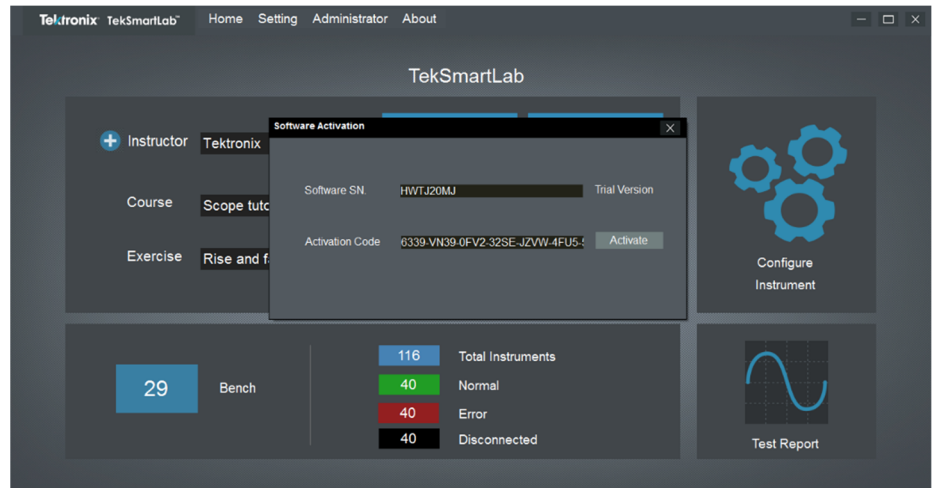 Tektronix TekSmartLab™ Home Setting Administrator About
TekSmartLab
Software Activation
Instructor Tektronix
Software SN. HWTJ20MJ Trial Version
Course Scope tuto
Activation Code 6339-VN39-0FV2-32SE-JZVW-4FU5- Activate
Exercise Rise and f
Configure
Instrument
116 Total Instruments
29 Bench
40 Normal
40 Error
40 Disconnected
Test Report